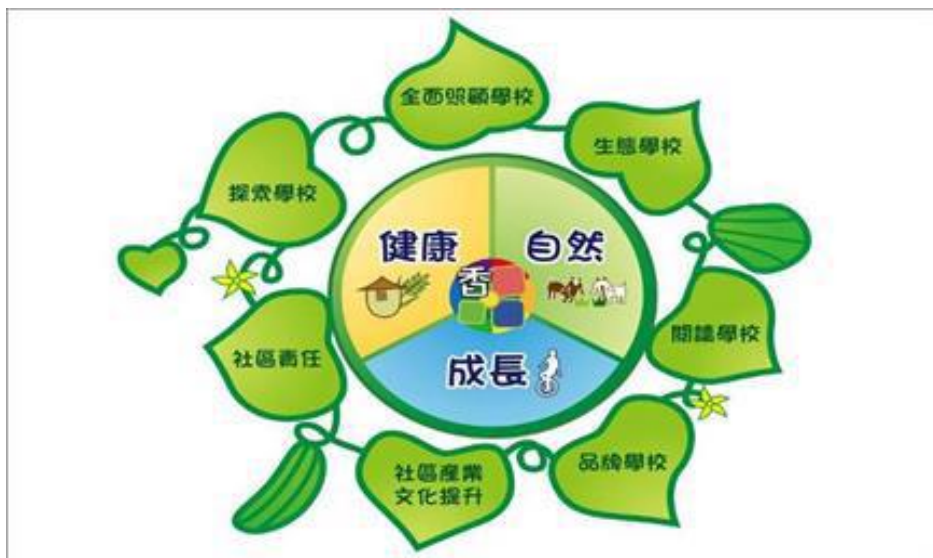 全面照顧學校
生態學校
探索學校
健康
自然
香
閱讀學校
社區責任
成長
品牌學校
社區產業
文化提升